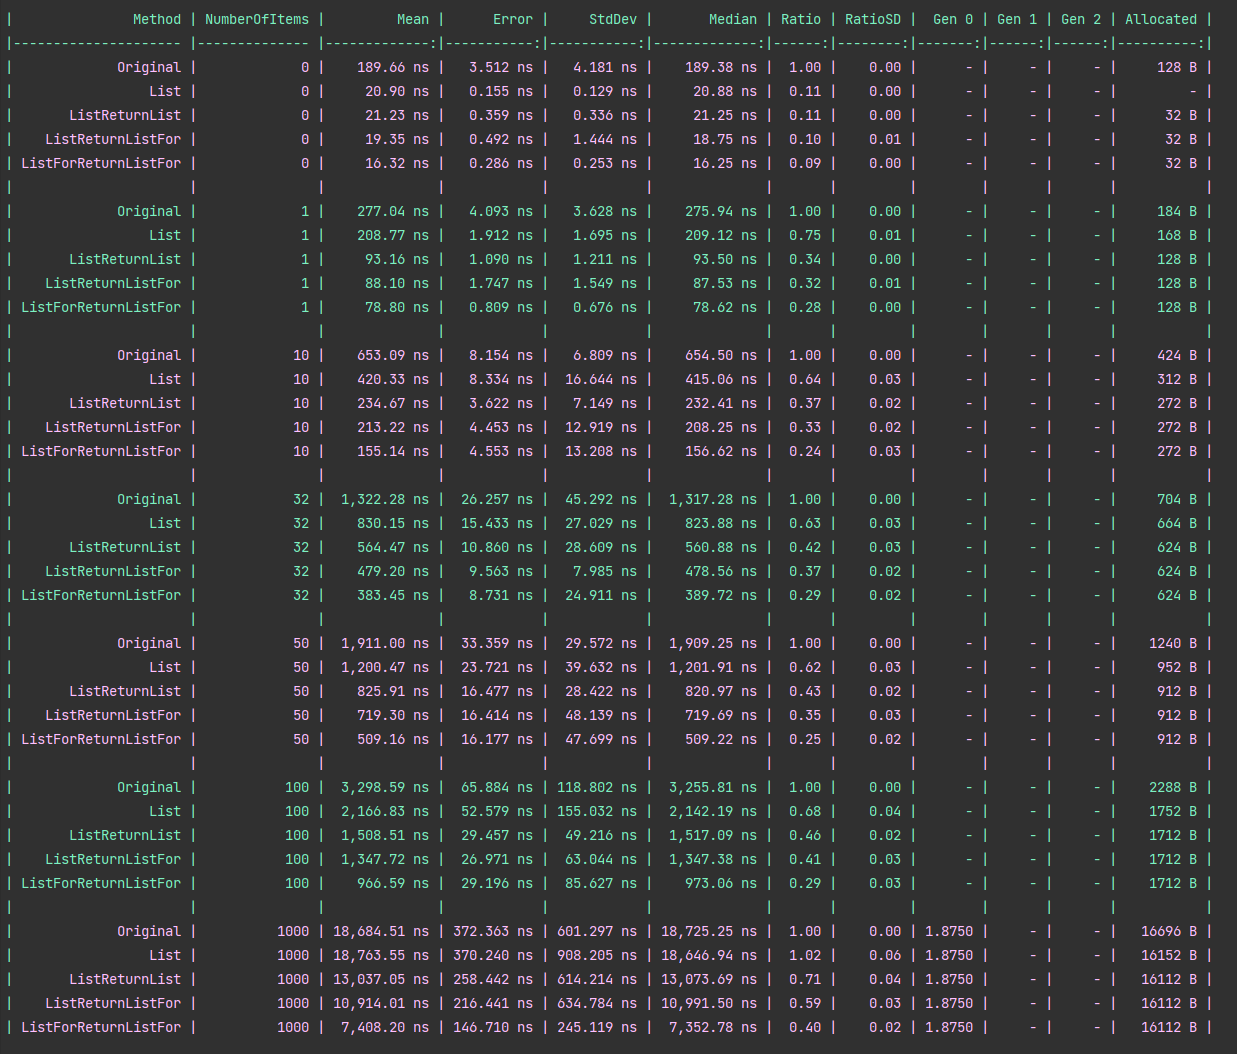 |               Method | NumberOfItems |         Mean |      Error |     StdDev |       Median | Ratio | RatioSD |  Gen 0 | Gen 1 | Gen 2 | Allocated |
|--------------------- |-------------- |-------------:|-----------:|-----------:|-------------:|------:|--------:|-------:|------:|------:|----------:|
|             Original |             0 |    189.66 ns |   3.512 ns |   4.181 ns |    189.38 ns |  1.00 |    0.00 |      - |     - |     - |     128 B |
|                 List |             0 |     20.90 ns |   0.155 ns |   0.129 ns |     20.88 ns |  0.11 |    0.00 |      - |     - |     - |         - |
|       ListReturnList |             0 |     21.23 ns |   0.359 ns |   0.336 ns |     21.25 ns |  0.11 |    0.00 |      - |     - |     - |      32 B |
|    ListReturnListFor |             0 |     19.35 ns |   0.492 ns |   1.444 ns |     18.75 ns |  0.10 |    0.01 |      - |     - |     - |      32 B |
| ListForReturnListFor |             0 |     16.32 ns |   0.286 ns |   0.253 ns |     16.25 ns |  0.09 |    0.00 |      - |     - |     - |      32 B |
|                      |               |              |            |            |              |       |         |        |       |       |           |
|             Original |             1 |    277.04 ns |   4.093 ns |   3.628 ns |    275.94 ns |  1.00 |    0.00 |      - |     - |     - |     184 B |
|                 List |             1 |    208.77 ns |   1.912 ns |   1.695 ns |    209.12 ns |  0.75 |    0.01 |      - |     - |     - |     168 B |
|       ListReturnList |             1 |     93.16 ns |   1.090 ns |   1.211 ns |     93.50 ns |  0.34 |    0.00 |      - |     - |     - |     128 B |
|    ListReturnListFor |             1 |     88.10 ns |   1.747 ns |   1.549 ns |     87.53 ns |  0.32 |    0.01 |      - |     - |     - |     128 B |
| ListForReturnListFor |             1 |     78.80 ns |   0.809 ns |   0.676 ns |     78.62 ns |  0.28 |    0.00 |      - |     - |     - |     128 B |
|                      |               |              |            |            |              |       |         |        |       |       |           |
|             Original |            10 |    653.09 ns |   8.154 ns |   6.809 ns |    654.50 ns |  1.00 |    0.00 |      - |     - |     - |     424 B |
|                 List |            10 |    420.33 ns |   8.334 ns |  16.644 ns |    415.06 ns |  0.64 |    0.03 |      - |     - |     - |     312 B |
|       ListReturnList |            10 |    234.67 ns |   3.622 ns |   7.149 ns |    232.41 ns |  0.37 |    0.02 |      - |     - |     - |     272 B |
|    ListReturnListFor |            10 |    213.22 ns |   4.453 ns |  12.919 ns |    208.25 ns |  0.33 |    0.02 |      - |     - |     - |     272 B |
| ListForReturnListFor |            10 |    155.14 ns |   4.553 ns |  13.208 ns |    156.62 ns |  0.24 |    0.03 |      - |     - |     - |     272 B |
|                      |               |              |            |            |              |       |         |        |       |       |           |
|             Original |            32 |  1,322.28 ns |  26.257 ns |  45.292 ns |  1,317.28 ns |  1.00 |    0.00 |      - |     - |     - |     704 B |
|                 List |            32 |    830.15 ns |  15.433 ns |  27.029 ns |    823.88 ns |  0.63 |    0.03 |      - |     - |     - |     664 B |
|       ListReturnList |            32 |    564.47 ns |  10.860 ns |  28.609 ns |    560.88 ns |  0.42 |    0.03 |      - |     - |     - |     624 B |
|    ListReturnListFor |            32 |    479.20 ns |   9.563 ns |   7.985 ns |    478.56 ns |  0.37 |    0.02 |      - |     - |     - |     624 B |
| ListForReturnListFor |            32 |    383.45 ns |   8.731 ns |  24.911 ns |    389.72 ns |  0.29 |    0.02 |      - |     - |     - |     624 B |
|                      |               |              |            |            |              |       |         |        |       |       |           |
|             Original |            50 |  1,911.00 ns |  33.359 ns |  29.572 ns |  1,909.25 ns |  1.00 |    0.00 |      - |     - |     - |    1240 B |
|                 List |            50 |  1,200.47 ns |  23.721 ns |  39.632 ns |  1,201.91 ns |  0.62 |    0.03 |      - |     - |     - |     952 B |
|       ListReturnList |            50 |    825.91 ns |  16.477 ns |  28.422 ns |    820.97 ns |  0.43 |    0.02 |      - |     - |     - |     912 B |
|    ListReturnListFor |            50 |    719.30 ns |  16.414 ns |  48.139 ns |    719.69 ns |  0.35 |    0.03 |      - |     - |     - |     912 B |
| ListForReturnListFor |            50 |    509.16 ns |  16.177 ns |  47.699 ns |    509.22 ns |  0.25 |    0.02 |      - |     - |     - |     912 B |
|                      |               |              |            |            |              |       |         |        |       |       |           |
|             Original |           100 |  3,298.59 ns |  65.884 ns | 118.802 ns |  3,255.81 ns |  1.00 |    0.00 |      - |     - |     - |    2288 B |
|                 List |           100 |  2,166.83 ns |  52.579 ns | 155.032 ns |  2,142.19 ns |  0.68 |    0.04 |      - |     - |     - |    1752 B |
|       ListReturnList |           100 |  1,508.51 ns |  29.457 ns |  49.216 ns |  1,517.09 ns |  0.46 |    0.02 |      - |     - |     - |    1712 B |
|    ListReturnListFor |           100 |  1,347.72 ns |  26.971 ns |  63.044 ns |  1,347.38 ns |  0.41 |    0.03 |      - |     - |     - |    1712 B |
| ListForReturnListFor |           100 |    966.59 ns |  29.196 ns |  85.627 ns |    973.06 ns |  0.29 |    0.03 |      - |     - |     - |    1712 B |
|                      |               |              |            |            |              |       |         |        |       |       |           |
|             Original |          1000 | 18,684.51 ns | 372.363 ns | 601.297 ns | 18,725.25 ns |  1.00 |    0.00 | 1.8750 |     - |     - |   16696 B |
|                 List |          1000 | 18,763.55 ns | 370.240 ns | 908.205 ns | 18,646.94 ns |  1.02 |    0.06 | 1.8750 |     - |     - |   16152 B |
|       ListReturnList |          1000 | 13,037.05 ns | 258.442 ns | 614.214 ns | 13,073.69 ns |  0.71 |    0.04 | 1.8750 |     - |     - |   16112 B |
|    ListReturnListFor |          1000 | 10,914.01 ns | 216.441 ns | 634.784 ns | 10,991.50 ns |  0.59 |    0.03 | 1.8750 |     - |     - |   16112 B |
| ListForReturnListFor |          1000 |  7,408.20 ns | 146.710 ns | 245.119 ns |  7,352.78 ns |  0.40 |    0.02 | 1.8750 |     - |     - |   16112 B |